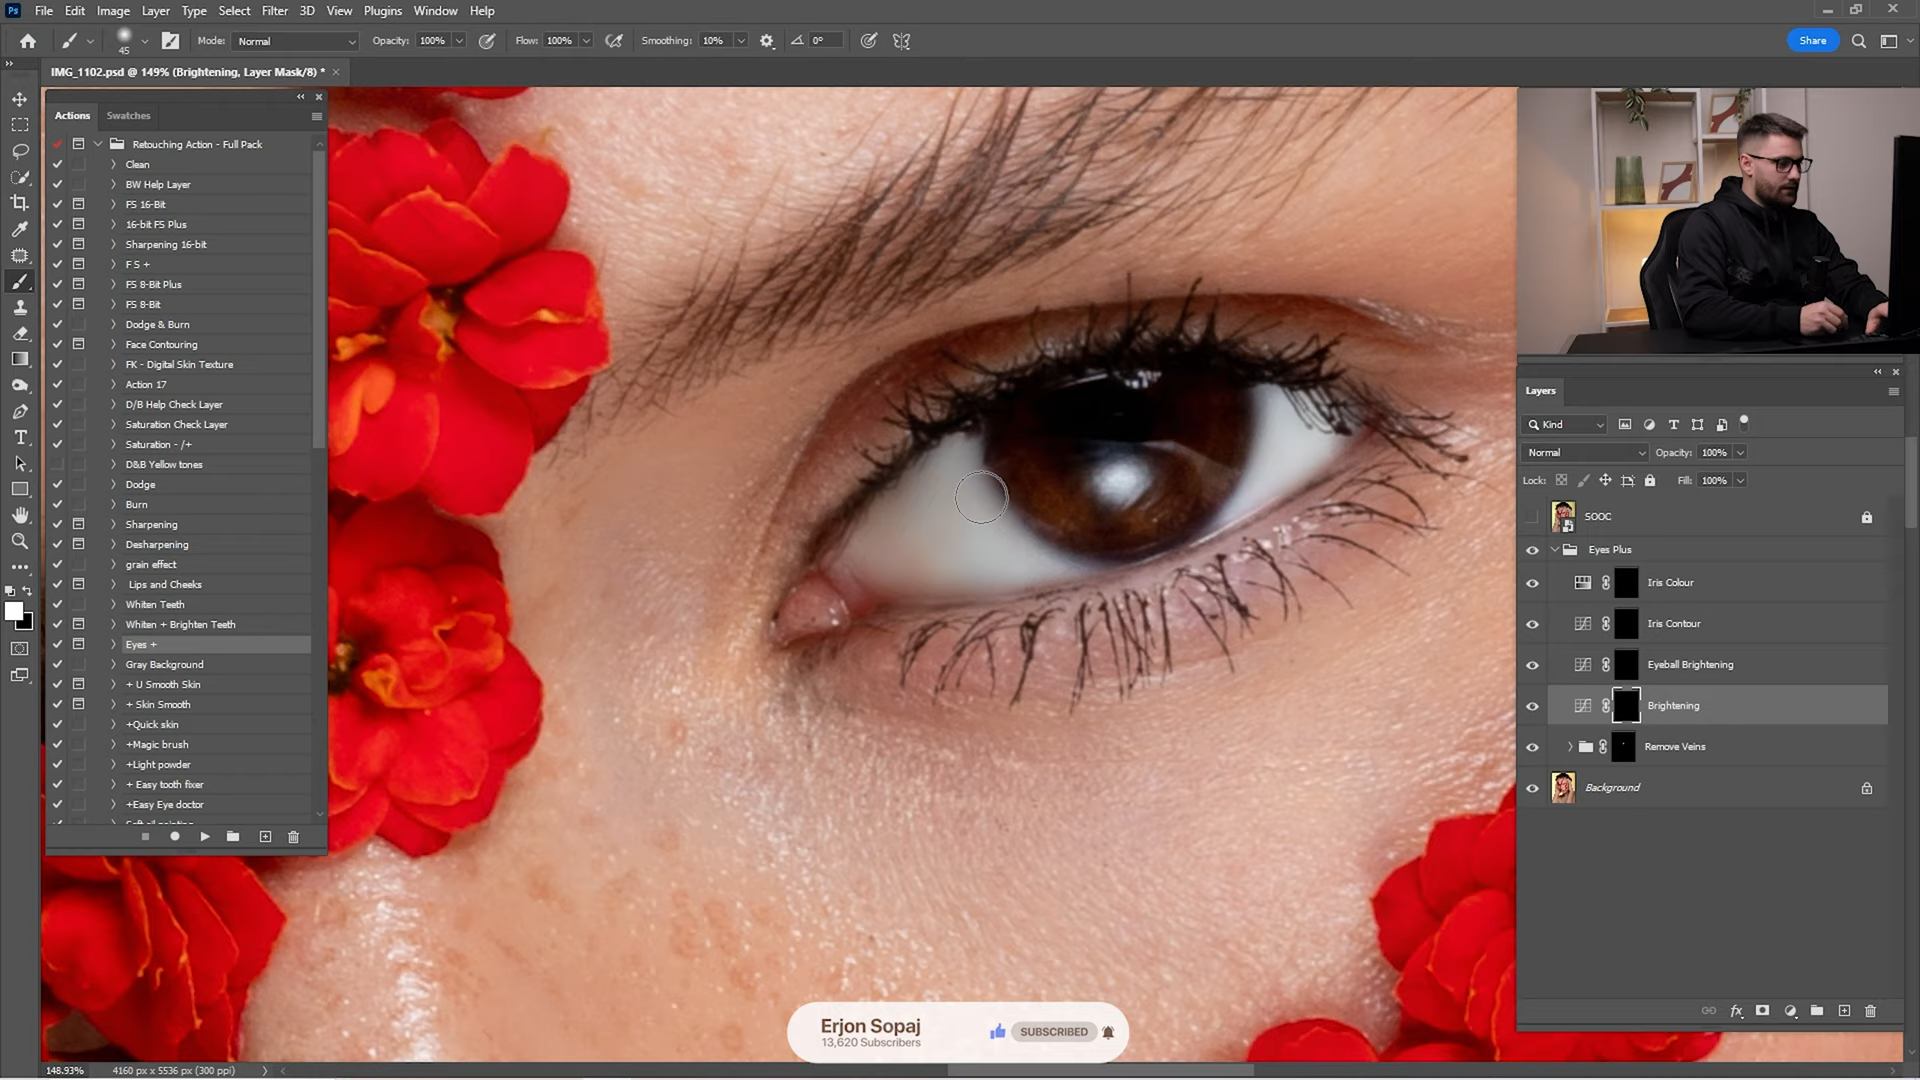 Ps File Edit Image Layer Type Select Filter 3D View Plugins Window Help
45 Mode: Normal Opacity: 100% Flow: 100% Smoothing: 10% 0° Share
IMG_1102.psd @ 149% (Brightening, Layer Mask/8) *
Actions Swatches
Retouching Action - Full Pack
Clean
BW Help Layer
FS 16-Bit
16-bit FS Plus
Sharpening 16-bit
F S +
FS 8-Bit Plus
FS 8-Bit
Dodge & Burn
Face Contouring
FK - Digital Skin Texture
Action 17
D/B Help Check Layer
Saturation Check Layer
Saturation - /+
D&B Yellow tones
Dodge
Burn
Sharpening
Desharpening
grain effect
Lips and Cheeks
Whiten Teeth
Whiten + Brighten Teeth
Eyes +
Gray Background
+ U Smooth Skin
+ Skin Smooth
+Quick skin
+Magic brush
+Light powder
+ Easy tooth fixer
+Easy Eye doctor
Layers
Kind
Normal Opacity: 100%
Lock: Fill: 100%
SOOC
Eyes Plus
Iris Colour
Iris Contour
Eyeball Brightening
Brightening
Remove Veins
Background
fx
Erjon Sopaj
13,620 Subscribers
SUBSCRIBED
148.93% 4160 px x 5536 px (300 ppi)